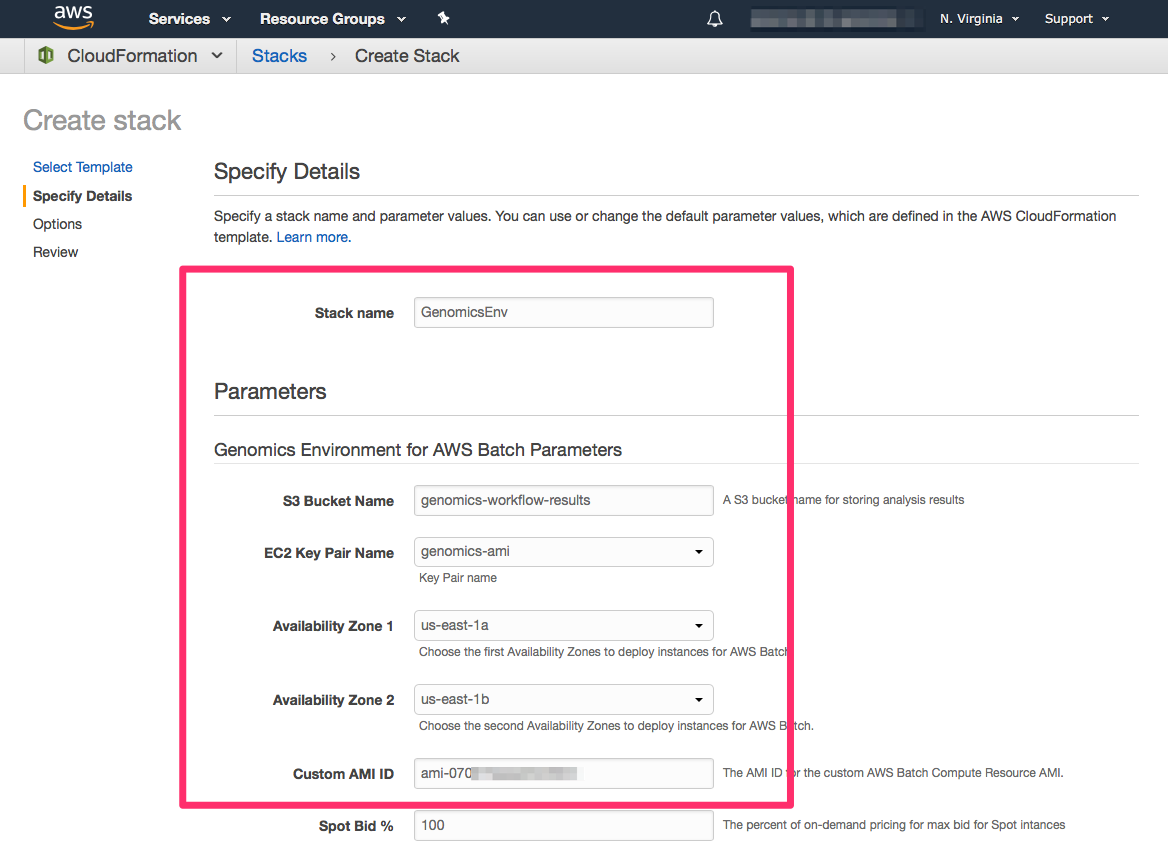 aws Services Resource Groups N. Virginia Support
CloudFormation Stacks > Create Stack
Create stack
Select Template
Specify Details
Options
Review
Specify Details
Specify a stack name and parameter values. You can use or change the default parameter values, which are defined in the AWS CloudFormation
template. Learn more.
Stack name GenomicsEnv
Parameters
Genomics Environment for AWS Batch Parameters
S3 Bucket Name genomics-workflow-results A S3 bucket name for storing analysis results
EC2 Key Pair Name genomics-ami
Key Pair name
Availability Zone 1 us-east-1a
Choose the first Availability Zones to deploy instances for AWS Batch
Availability Zone 2 us-east-1b
Choose the second Availability Zones to deploy instances for AWS Batch.
Custom AMI ID ami-070 The AMI ID for the custom AWS Batch Compute Resource AMI.
Spot Bid % 100 The percent of on-demand pricing for max bid for Spot intances